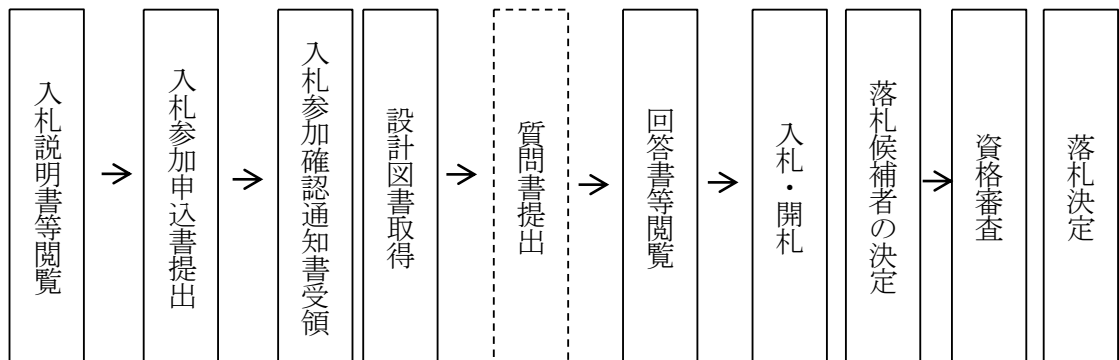 入札説明書等閲覧
入札参加申込書提出
入札参加確認通知書受領
設計図書取得
質問書提出
回答書等閲覧
入札・開札
落札候補者の決定
資格審査
落札決定